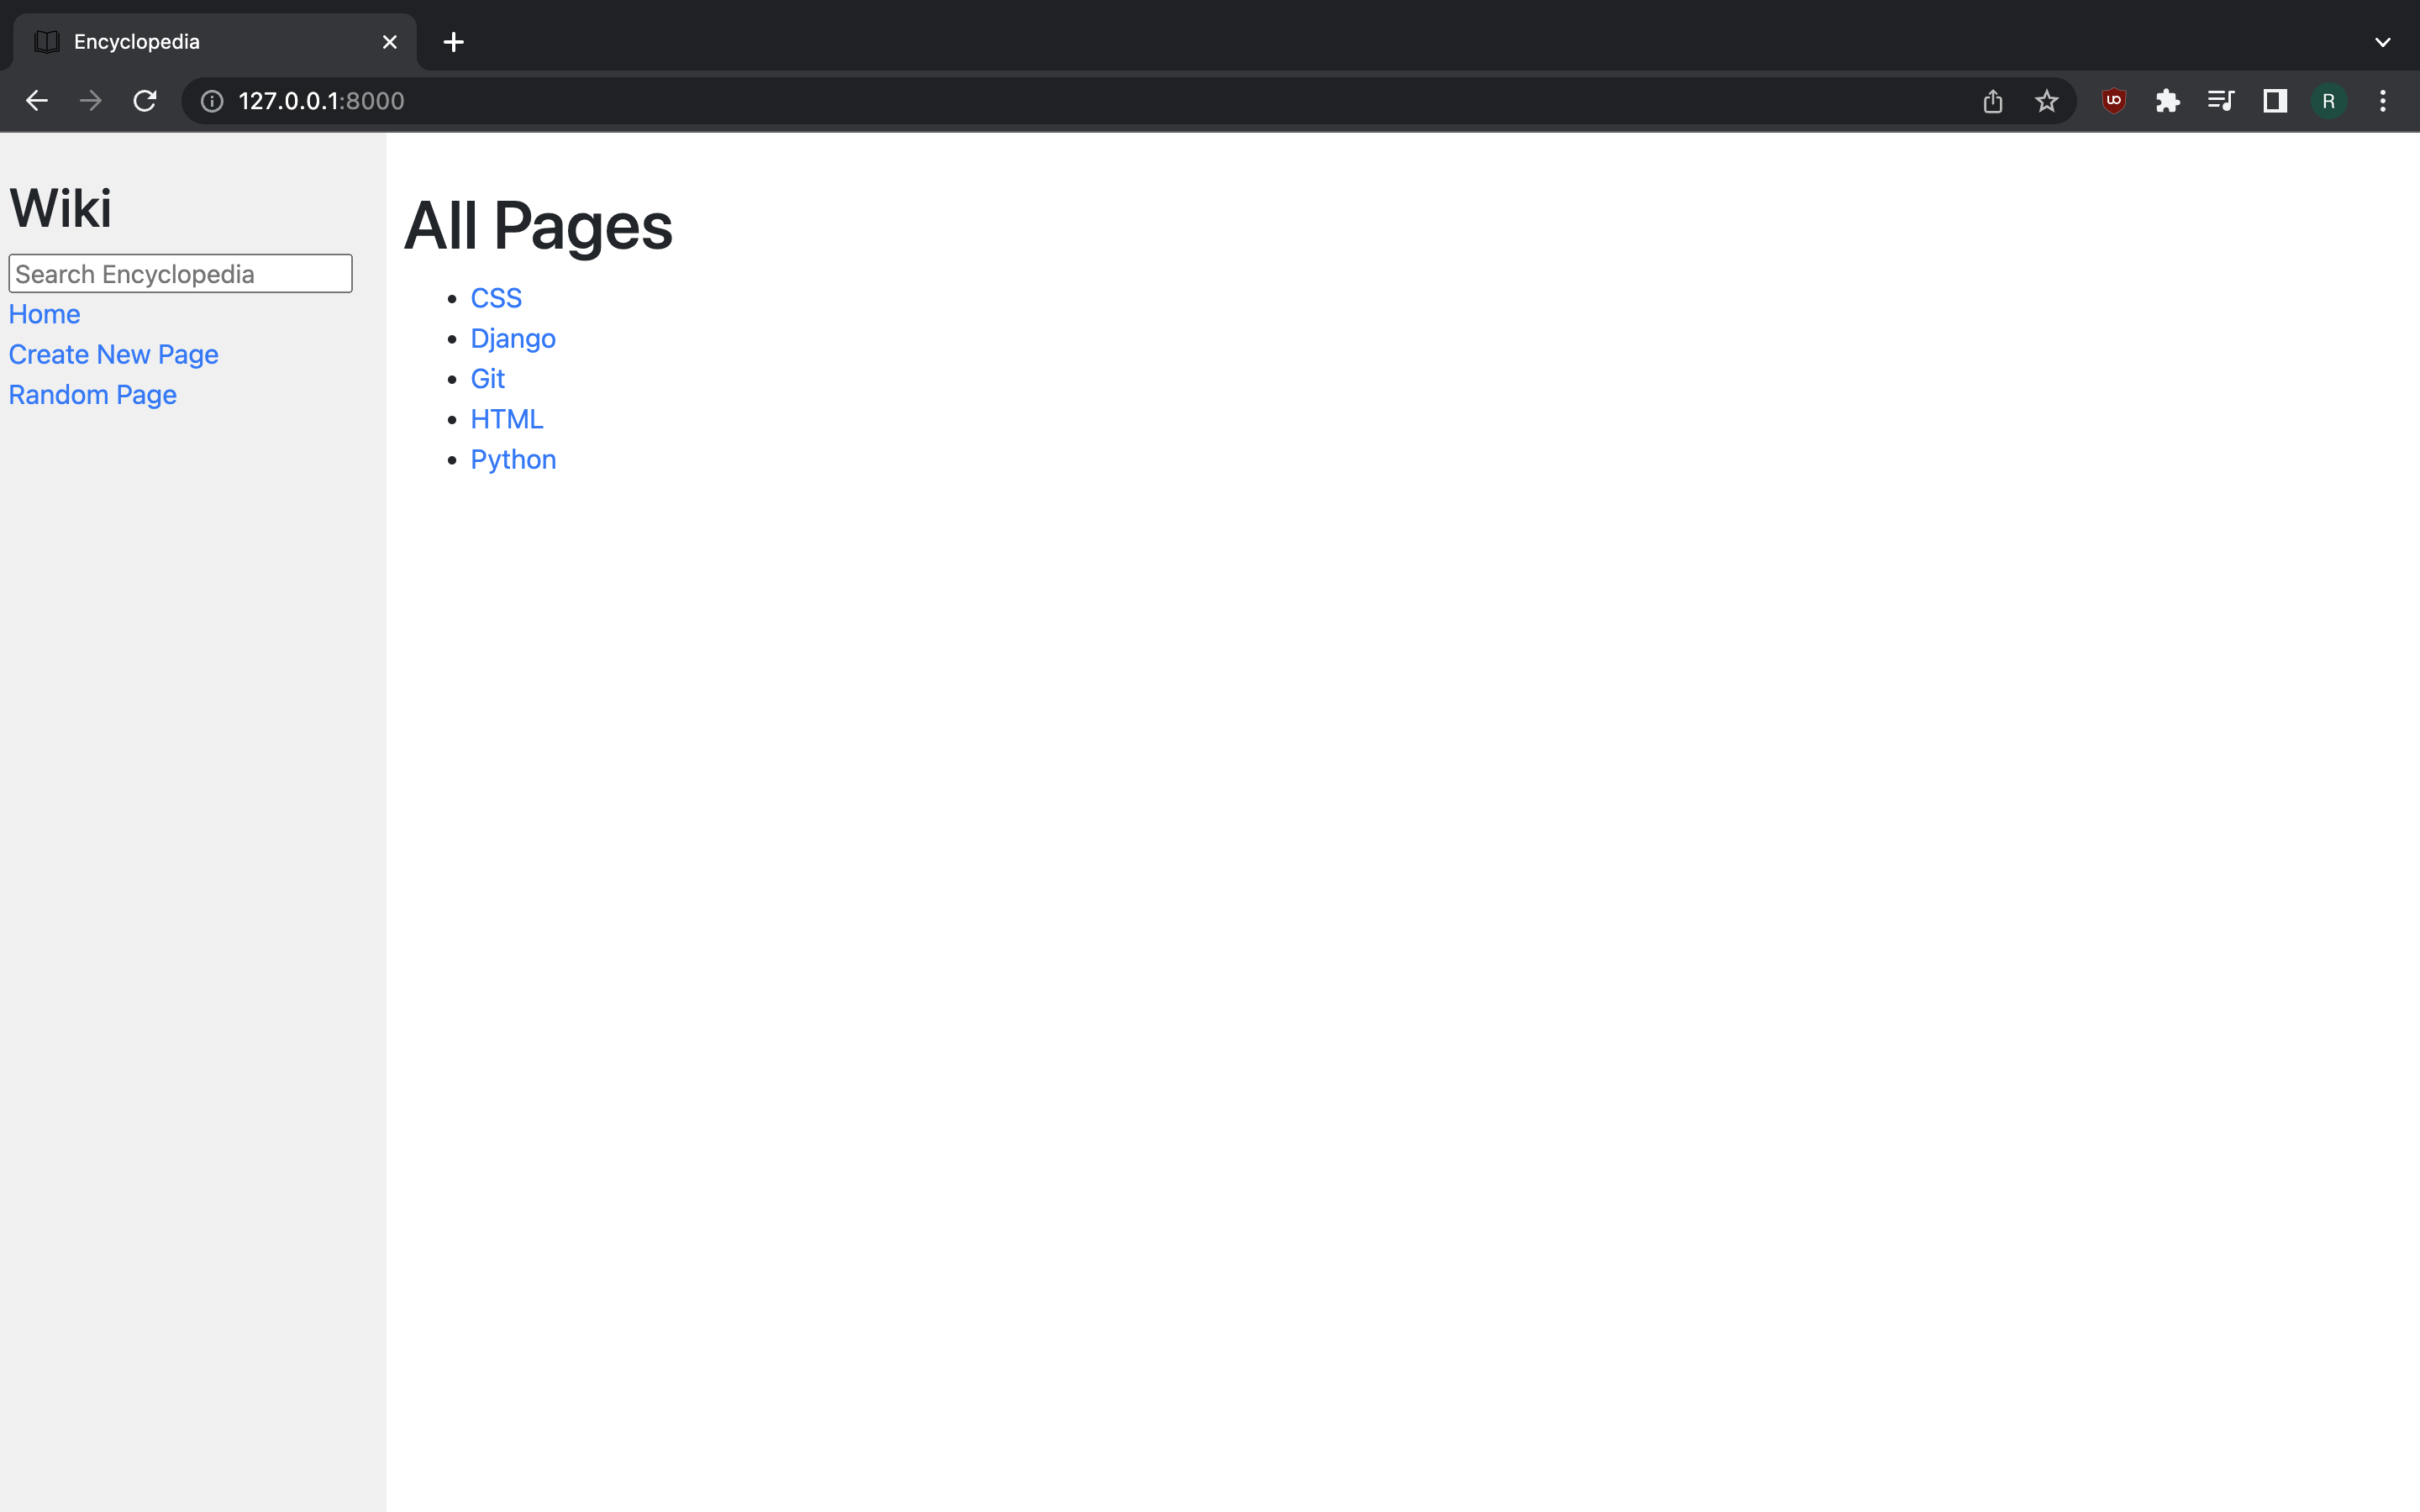 Encyclopedia
127.0.0.1:8000
R
Wiki
Search Encyclopedia
Home
Create New Page
Random Page
All Pages
CSS
Django
Git
HTML
Python